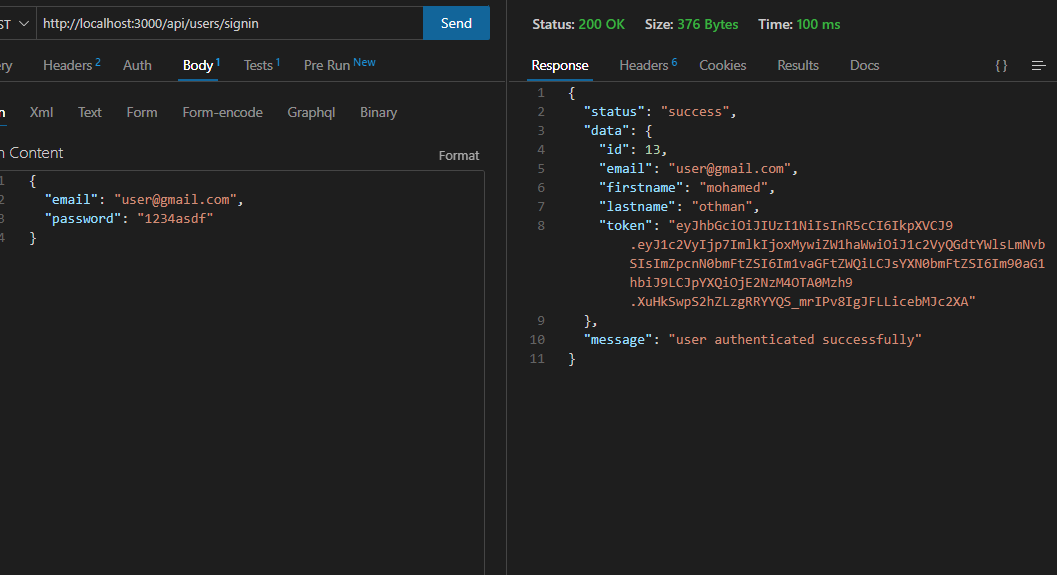 ST http://localhost:3000/api/users/signin Send
ry Headers 2 Auth Body 1 Tests 1 Pre Run New
n Xml Text Form Form-encode Graphql Binary
n Content Format
1 {
2 "email": "user@gmail.com",
3 "password": "1234asdf"
4 }
Status: 200 OK Size: 376 Bytes Time: 100 ms
Response Headers 6 Cookies Results Docs {}
1 {
2 "status": "success",
3 "data": {
4 "id": 13,
5 "email": "user@gmail.com",
6 "firstname": "mohamed",
7 "lastname": "othman",
8 "token": "eyJhbGciOiJIUzI1NiIsInR5cCI6IkpXVCJ9
.eyJ1c2VyIjp7ImlkIjoxMywiZW1haWwiOiJ1c2VyQGdtYWlsLmNvb
SIsImZpcnN0bmFtZSI6Im1vaGFtZWQiLCJsYXN0bmFtZSI6Im90aG1
hbiJ9LCJpYXQiOjE2NzM4OTA0Mzh9
.XuHkSwpS2hZLzgRRYYQS_mrIPv8IgJFLLicebMJc2XA"
9 },
10 "message": "user authenticated successfully"
11 }